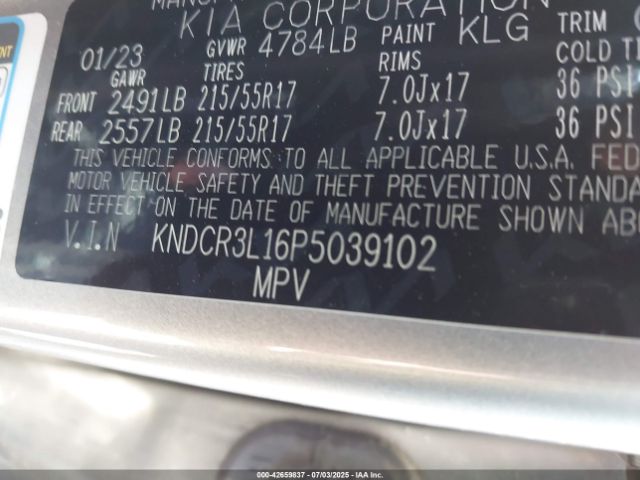 KIA CORPORATION
01/23 GVWR 4784LB PAINT KLG TRIM
GAWR TIRES RIMS COLD
FRONT 2491LB 215/55R17 7.0Jx17 36 PSI
REAR 2557LB 215/55R17 7.0Jx17 36 PSI
THIS VEHICLE CONFORMS TO ALL APPLICABLE U.S.A. FED
MOTOR VEHICLE SAFETY AND THEFT PREVENTION STANDA
IN EFFECT ON THE DATE OF MANUFACTURE SHOWN AB
V.I.N KNDCR3L16P5039102
MPV
© IAAI 42659837 - 07/03/2025 - © IAA, Inc.